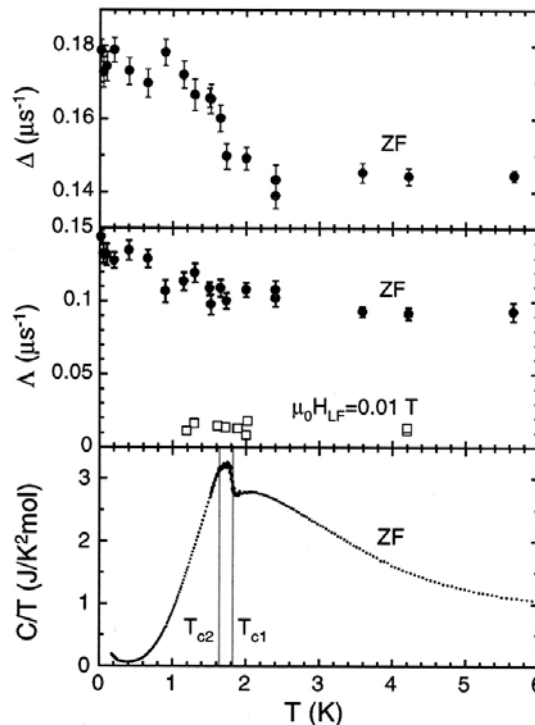 0.18
0.16
0.14
Δ (μs⁻¹)
ZF
0.15
0.1
0.05
0
Λ (μs⁻¹)
ZF
μ₀H_LF=0.01 T
3
2
1
0
C/T (J/K²mol)
ZF
T_c2 T_c1
0 1 2 3 4 5 6
T (K)